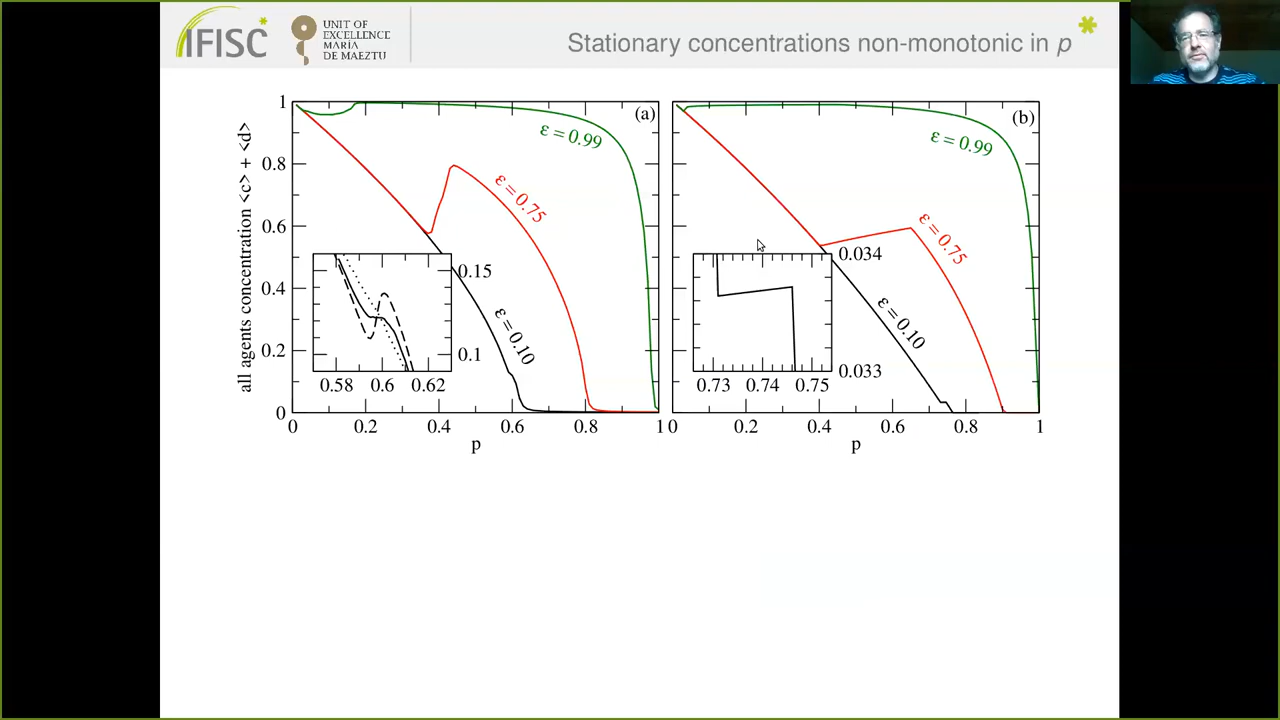 IFISC
UNIT OF
EXCELLENCE
MARÍA
DE MAEZTU
Stationary concentrations non-monotonic in p
all agents concentration <c> + <d>
1
0.8
0.6
0.4
0.2
0
(a)
ε = 0.99
ε = 0.75
ε = 0.10
0.15
0.1
0.58 0.6 0.62
0 0.2 0.4 0.6 0.8 1
p
(b)
ε = 0.99
ε = 0.75
ε = 0.10
0.034
0.033
0.73 0.74 0.75
0 0.2 0.4 0.6 0.8 1
p